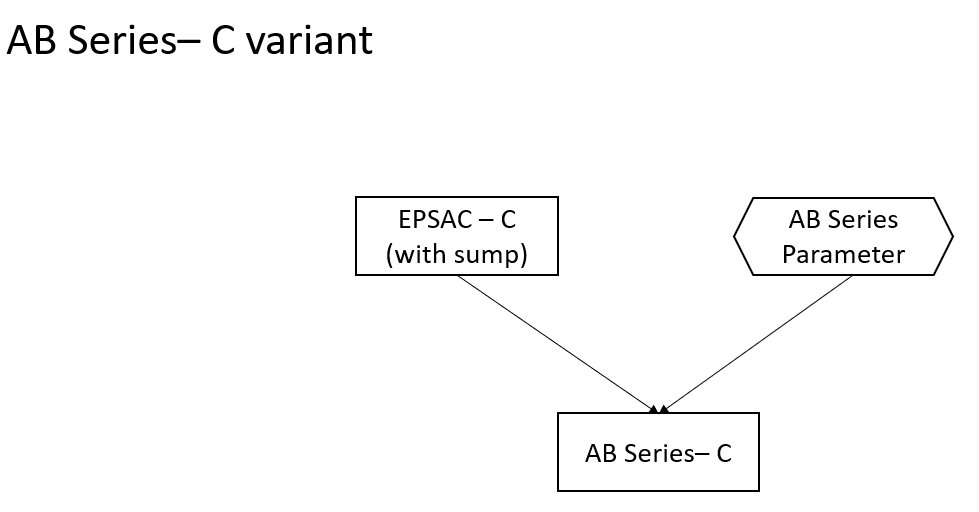 AB Series– C variant
EPSAC – C
(with sump)
AB Series
Parameter
AB Series– C